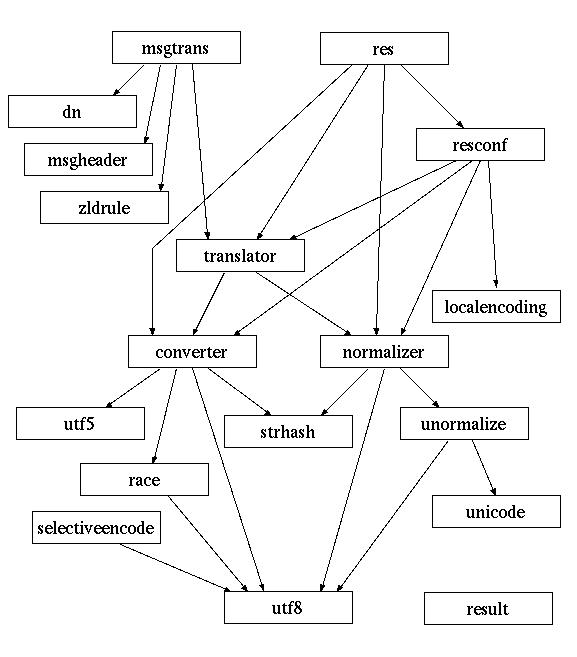 msgtrans
res
dn
resconf
msgheader
zldrule
translator
localencoding
converter
normalizer
utf5
strhash
unormalize
race
unicode
selectiveencode
utf8
result